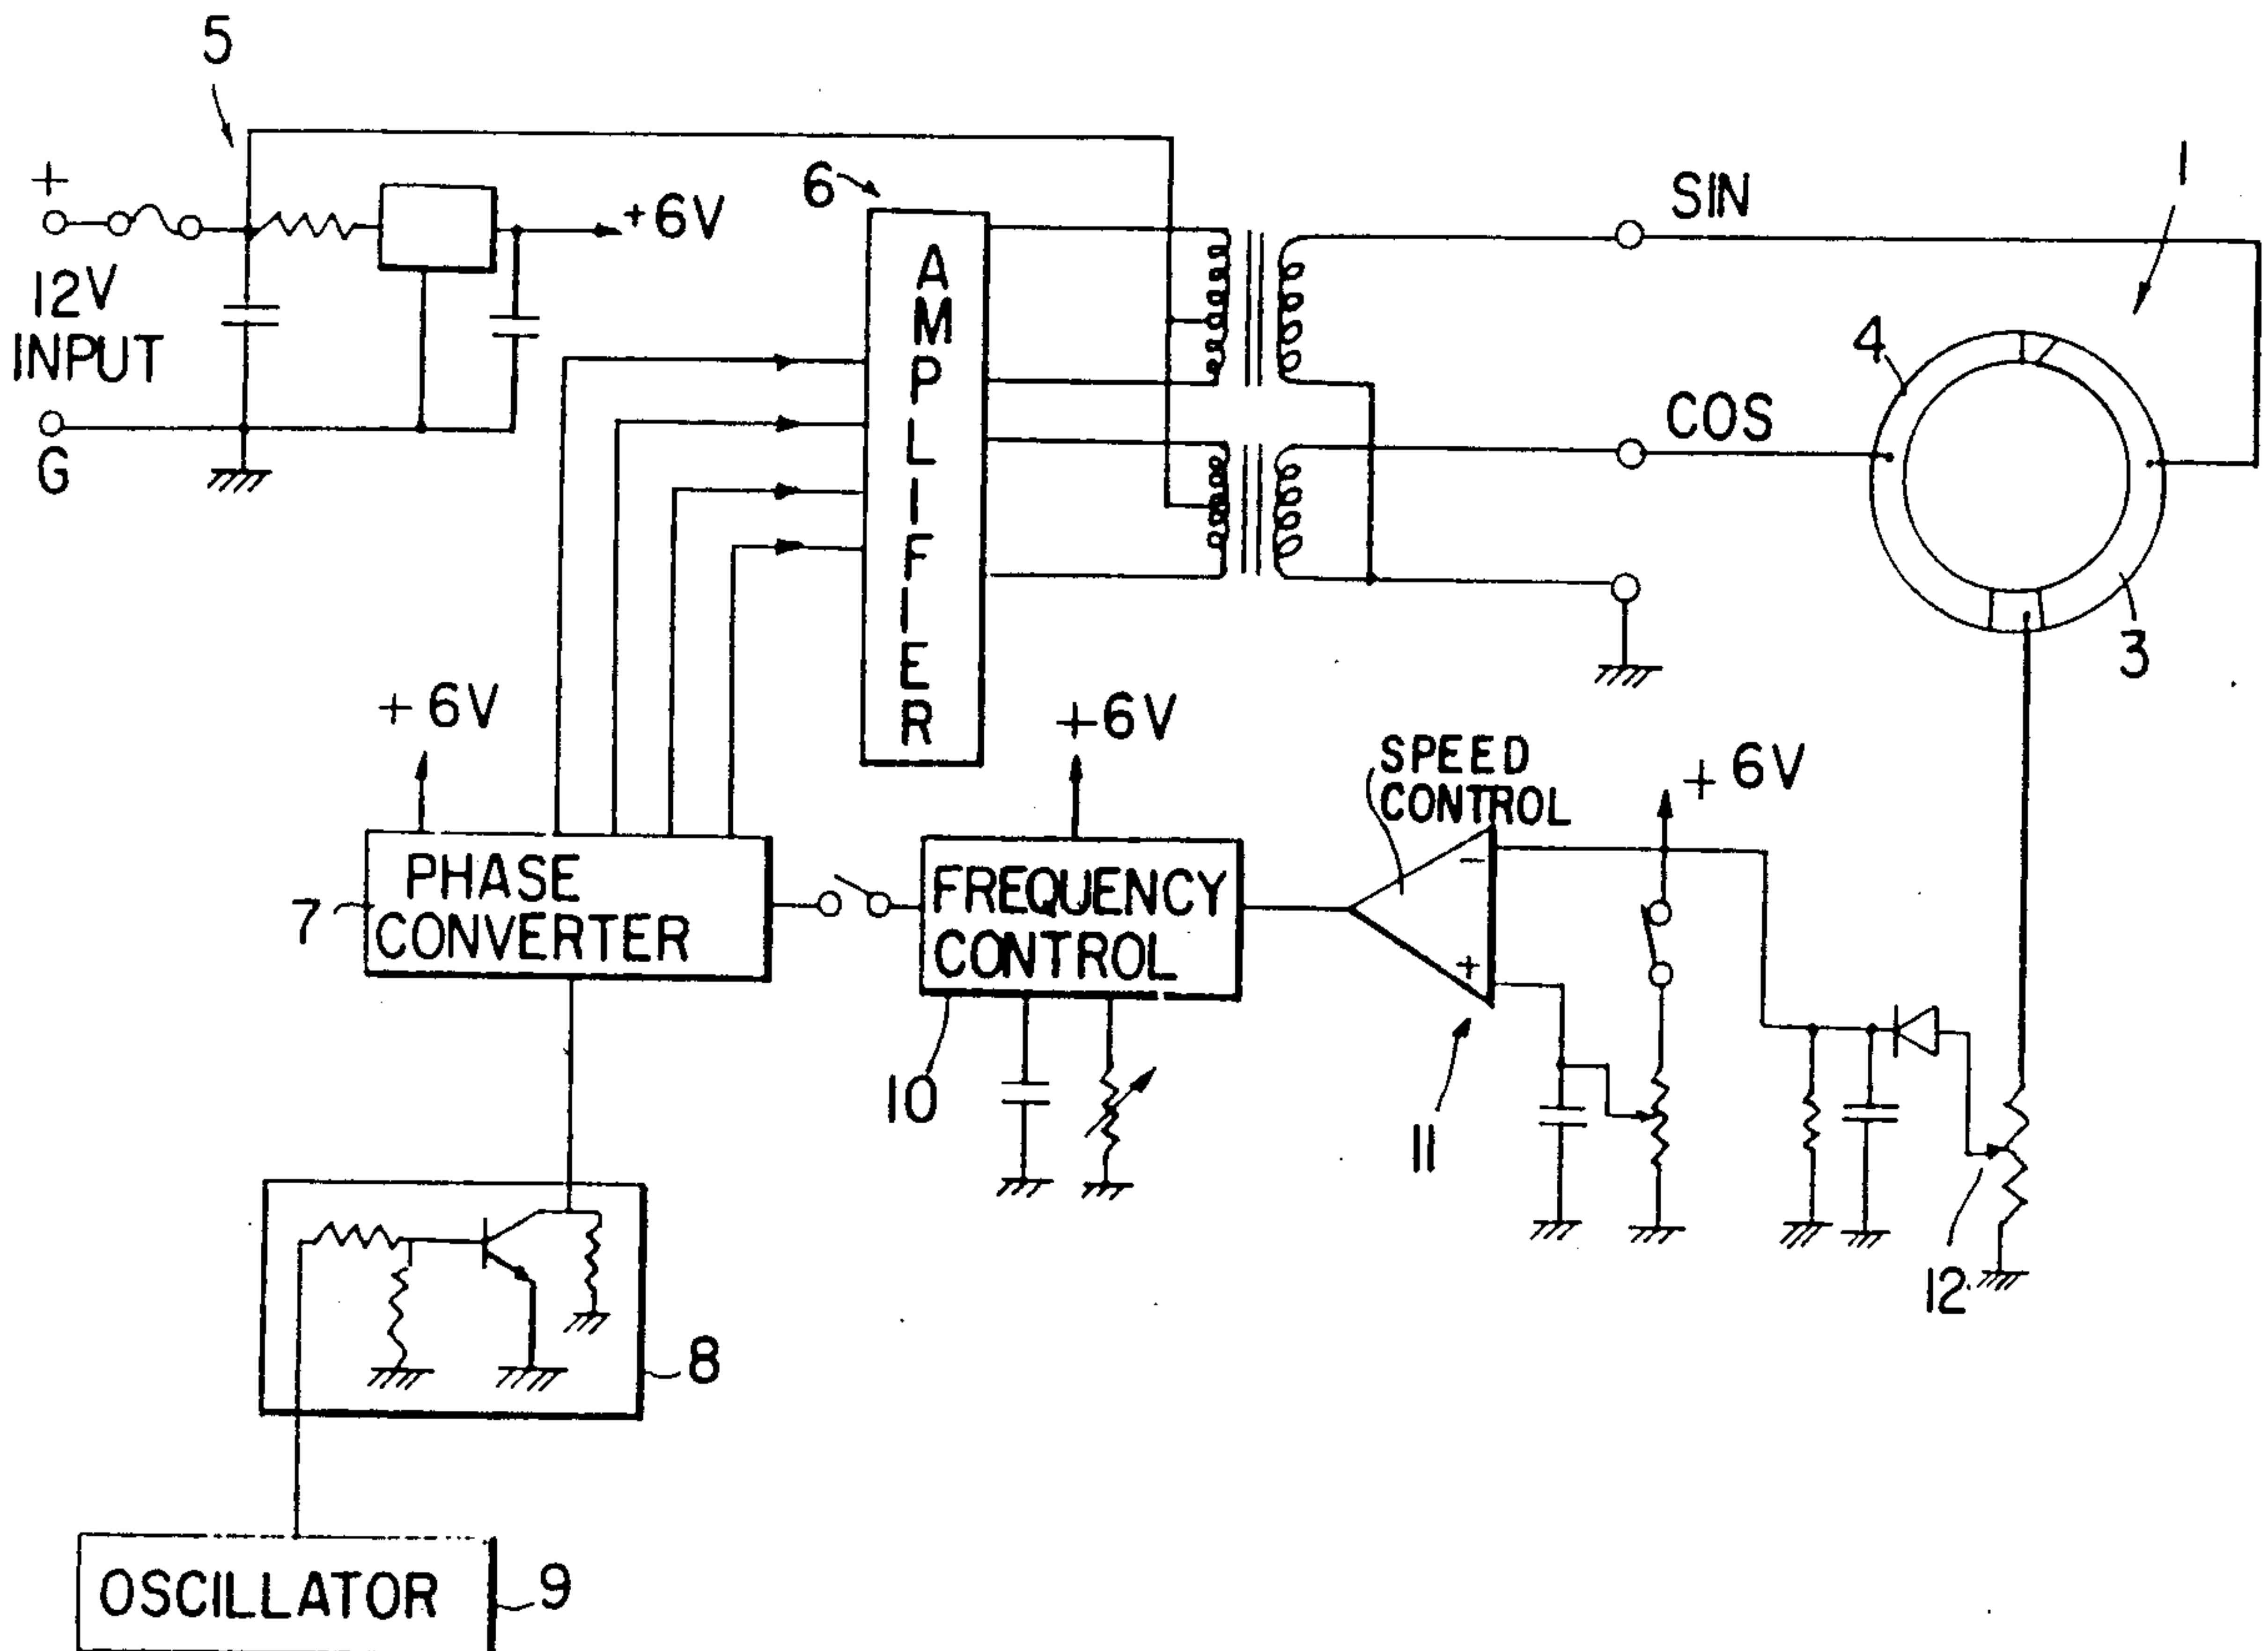 5
+
12V
INPUT
G
+6V
6
AMPLIFIER
SIN
COS
1
4
3
+6V
+6V
SPEED
CONTROL
+6V
7
PHASE
CONVERTER
FREQUENCY
CONTROL
-
+
10
11
12
8
OSCILLATOR
9